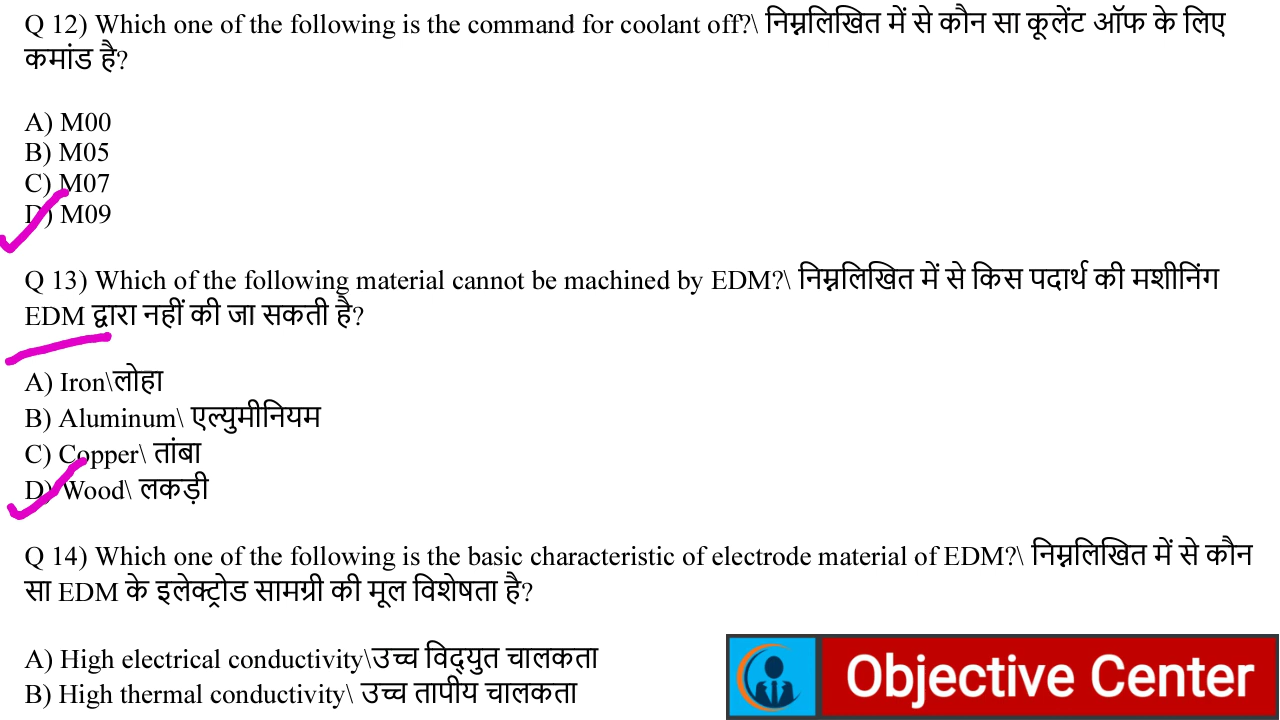 Q 12) Which one of the following is the command for coolant off?\ निम्नलिखित में से कौन सा कूलेंट ऑफ के लिए
कमांड है?
A) M00
B) M05
C) M07
D) M09
Q 13) Which of the following material cannot be machined by EDM?\ निम्नलिखित में से किस पदार्थ की मशीनिंग
EDM द्वारा नहीं की जा सकती है?
A) Iron\लोहा
B) Aluminum\ एल्युमीनियम
C) Copper\ तांबा
D) Wood\ लकड़ी
Q 14) Which one of the following is the basic characteristic of electrode material of EDM?\ निम्नलिखित में से कौन
सा EDM के इलेक्ट्रोड सामग्री की मूल विशेषता है?
A) High electrical conductivity\उच्च विद्युत चालकता
B) High thermal conductivity\ उच्च तापीय चालकता
Objective Center